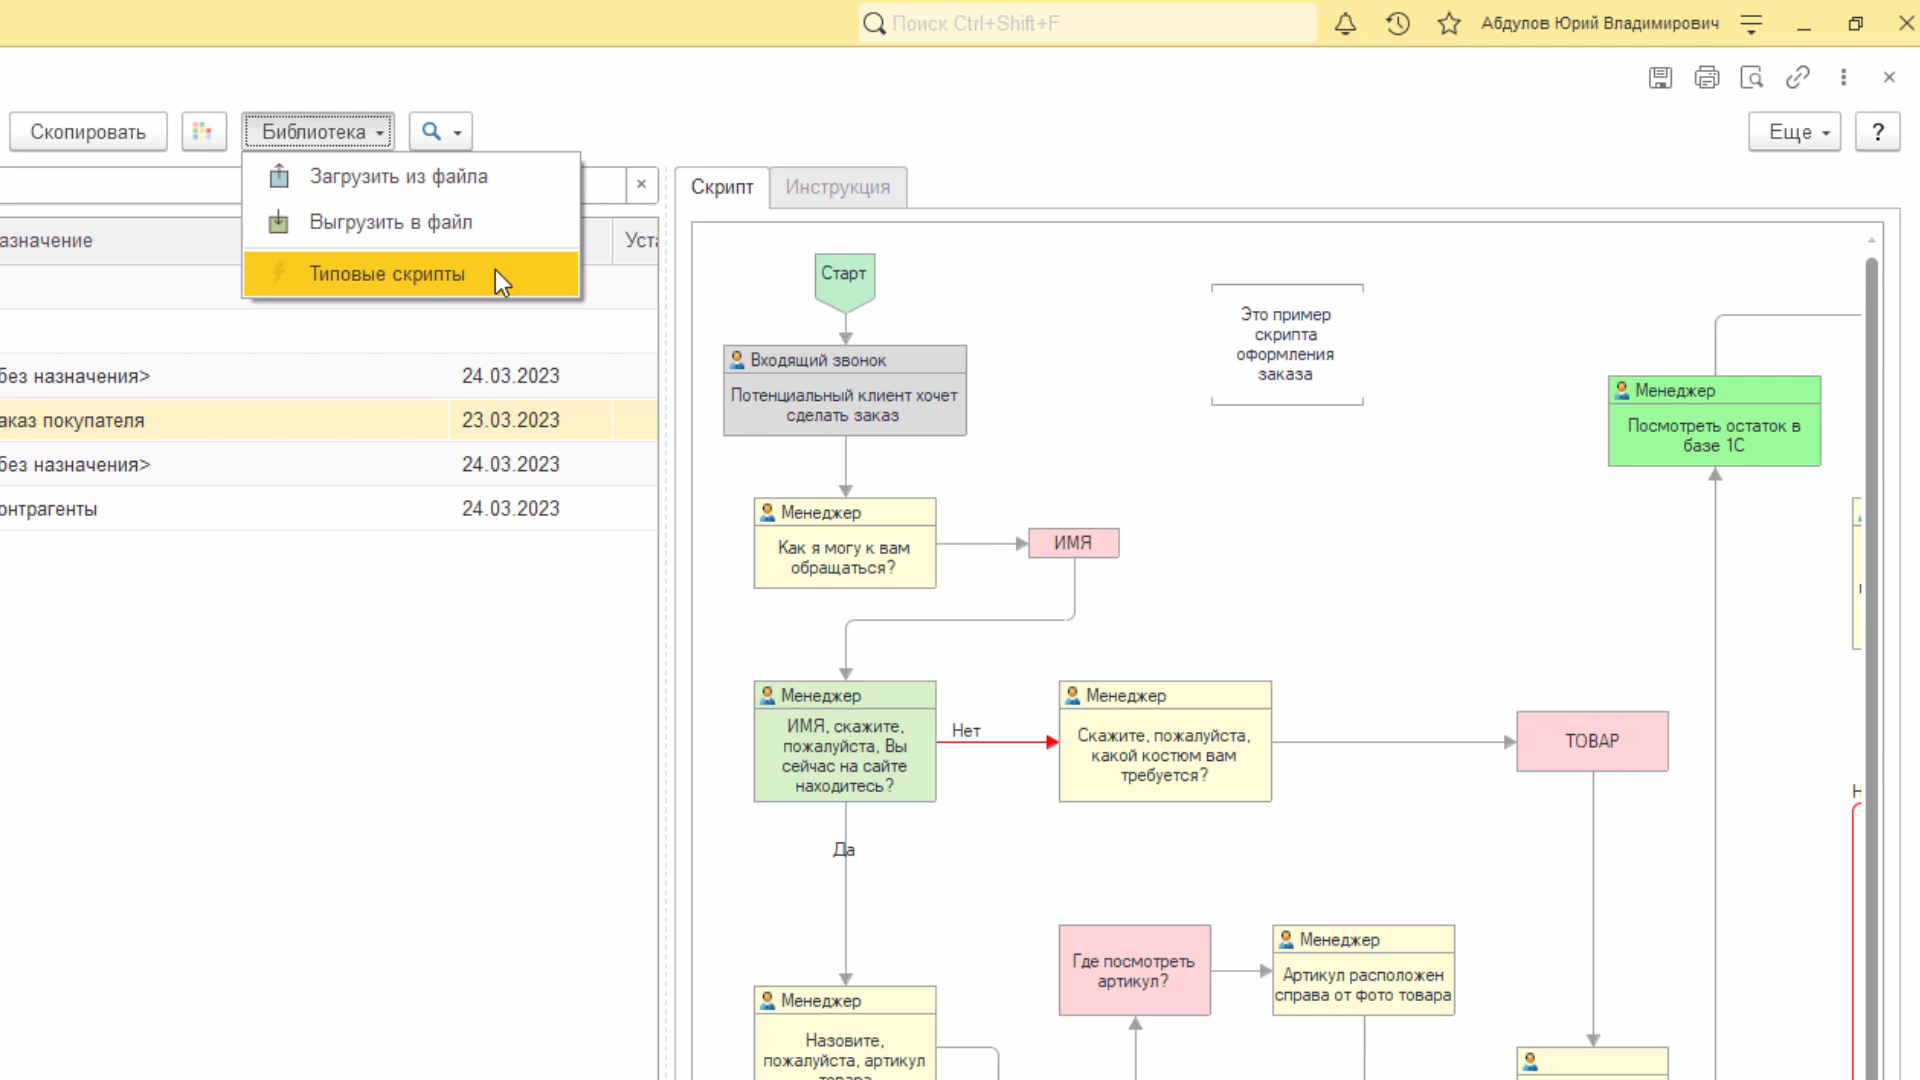 Поиск Ctrl+Shift+F
Абдулов Юрий Владимирович
Скопировать
Библиотека
Еще
?
Загрузить из файла
Выгрузить в файл
Типовые скрипты
азначение
Уста
без назначения>
24.03.2023
аказ покупателя
23.03.2023
без назначения>
24.03.2023
онтрагенты
24.03.2023
Скрипт
Инструкция
Старт
Это пример
скрипта
оформления
заказа
Входящий звонок
Потенциальный клиент хочет
сделать заказ
Менеджер
Посмотреть остаток в
базе 1С
Менеджер
Как я могу к вам
обращаться?
ИМЯ
Менеджер
ИМЯ, скажите,
пожалуйста, Вы
сейчас на сайте
находитесь?
Нет
Менеджер
Скажите, пожалуйста,
какой костюм вам
требуется?
ТОВАР
Да
Где посмотреть
артикул?
Менеджер
Артикул расположен
справа от фото товара
Менеджер
Назовите,
пожалуйста, артикул
товара